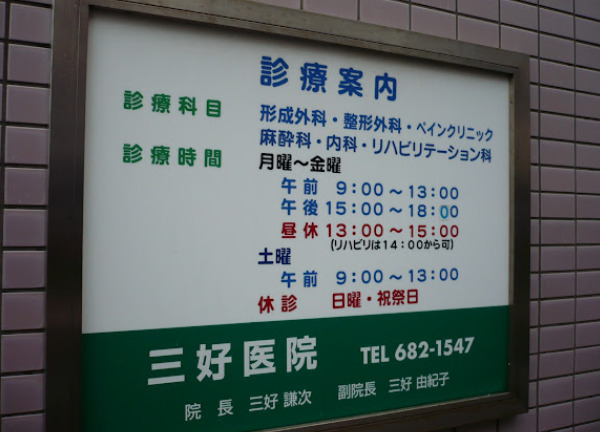 診療案内
診療科目 形成外科・整形外科・ペインクリニック
麻酔科・内科・リハビリテーション科
診療時間 月曜～金曜
午前 9：00～13：00
午後 15：00～18：00
昼休 13：00～15：00
(リハビリは14：00から可)
土曜
午前 9：00～13：00
休診 日曜・祝祭日
三好医院 TEL 682-1547
院長 三好 謙次 副院長 三好 由紀子